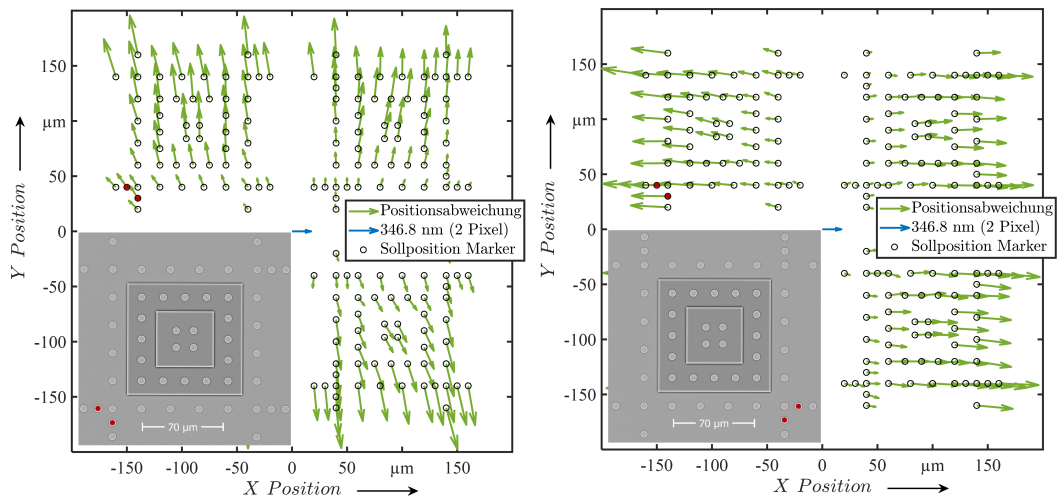 150
μm
50
0
-50
-100
-150
Y Position
-150
-100
-50
0
50
μm
150
X Position
Positionsabweichung
346.8 nm (2 Pixel)
Sollposition Marker
70 μm
150
μm
50
0
-50
-100
-150
Y Position
-150
-100
-50
0
50
μm
150
X Position
Positionsabweichung
346.8 nm (2 Pixel)
Sollposition Marker
70 μm